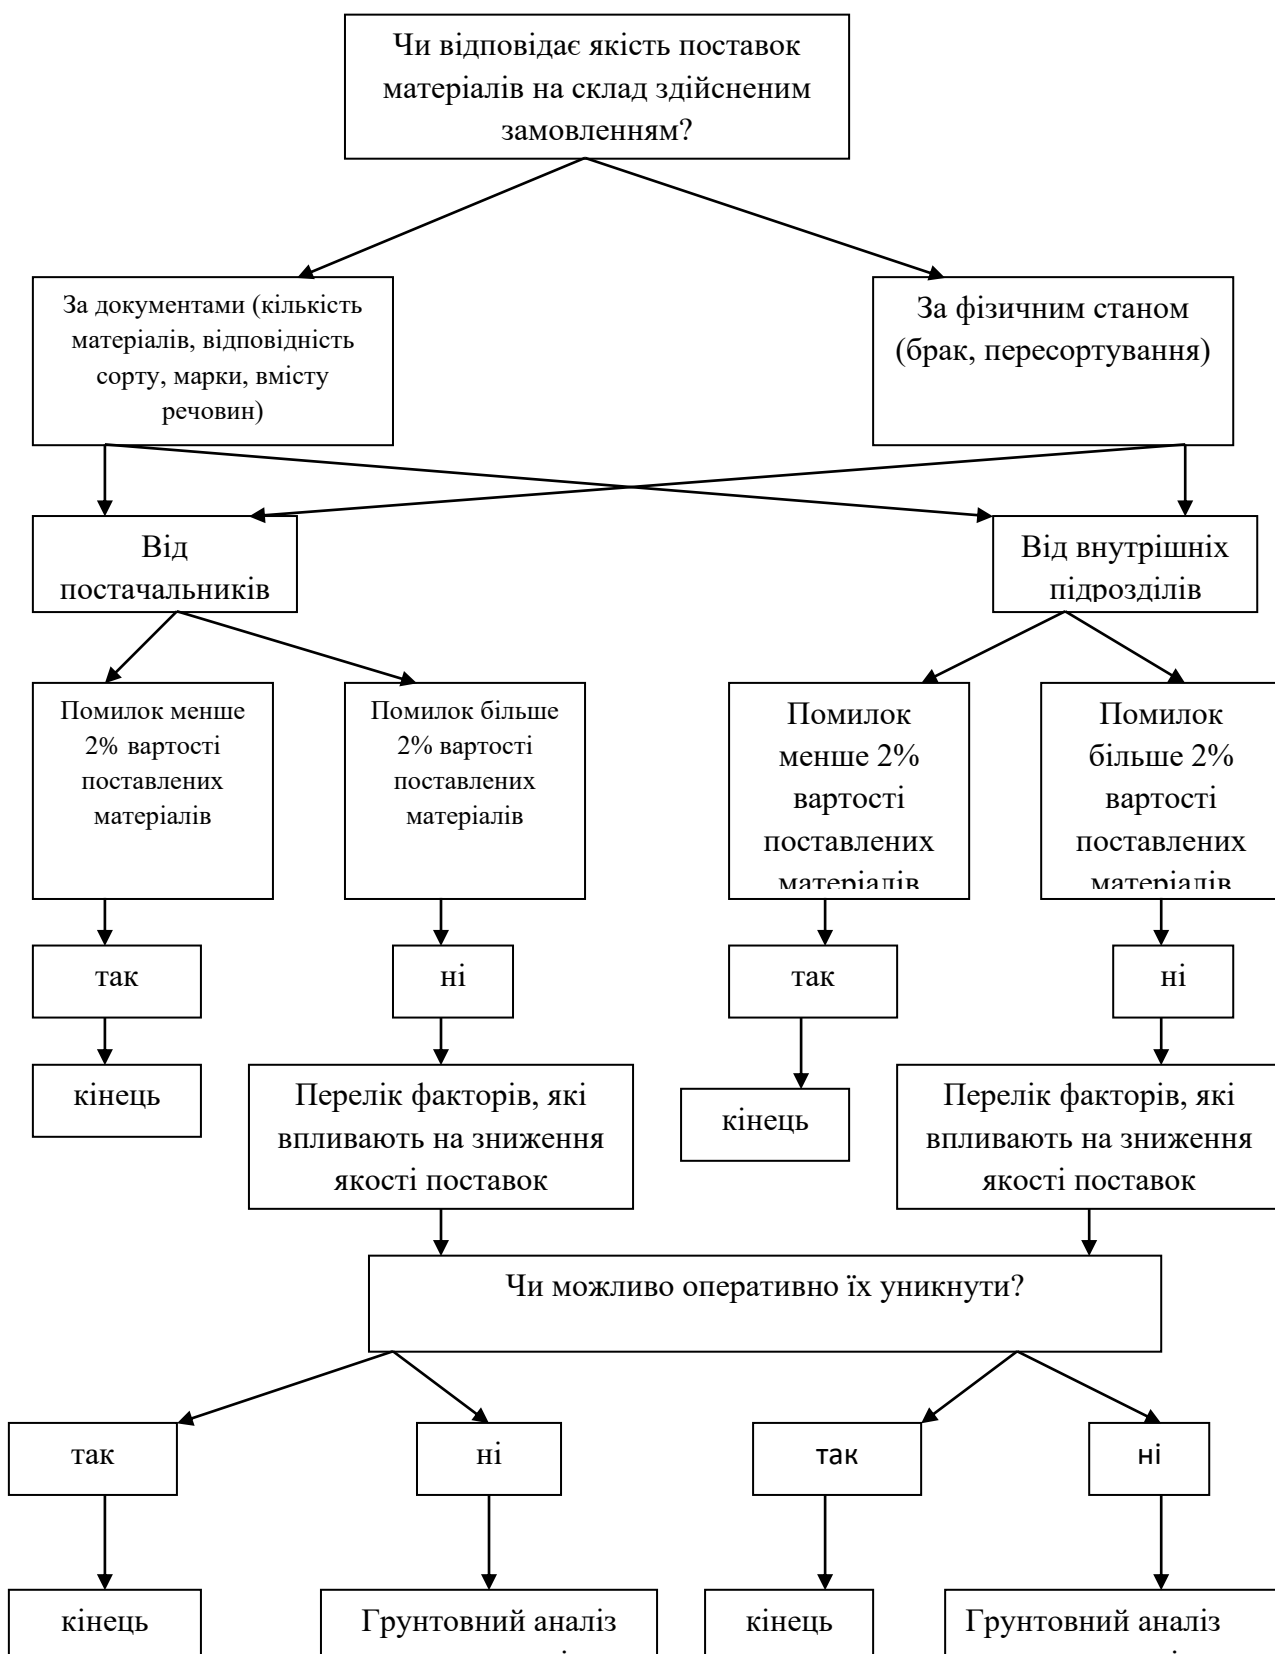 Чи відповідає якість поставок
матеріалів на склад здійсненим
замовленням?
За документами (кількість
матеріалів, відповідність
сорту, марки, вмісту
речовин)
За фізичним станом
(брак, пересортування)
Від
постачальників
Від внутрішніх
підрозділів
Помилок менше
2% вартості
поставлених
матеріалів
Помилок більше
2% вартості
поставлених
матеріалів
Помилок
менше 2%
вартості
поставлених
матеріалів
Помилок
більше 2%
вартості
поставлених
матеріалів
так
ні
так
ні
кінець
Перелік факторів, які
впливають на зниження
якості поставок
кінець
Перелік факторів, які
впливають на зниження
якості поставок
Чи можливо оперативно їх уникнути?
так
ні
так
ні
кінець
Грунтовний аналіз
кінець
Грунтовний аналіз